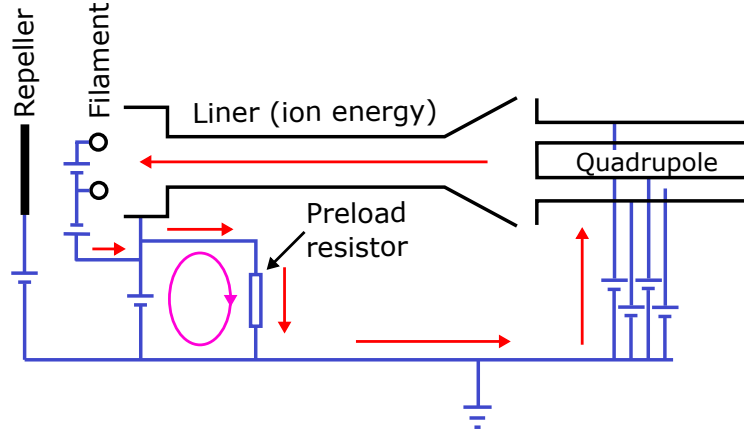 Repeller
Filament
Liner (ion energy)
Quadrupole
Preload
resistor